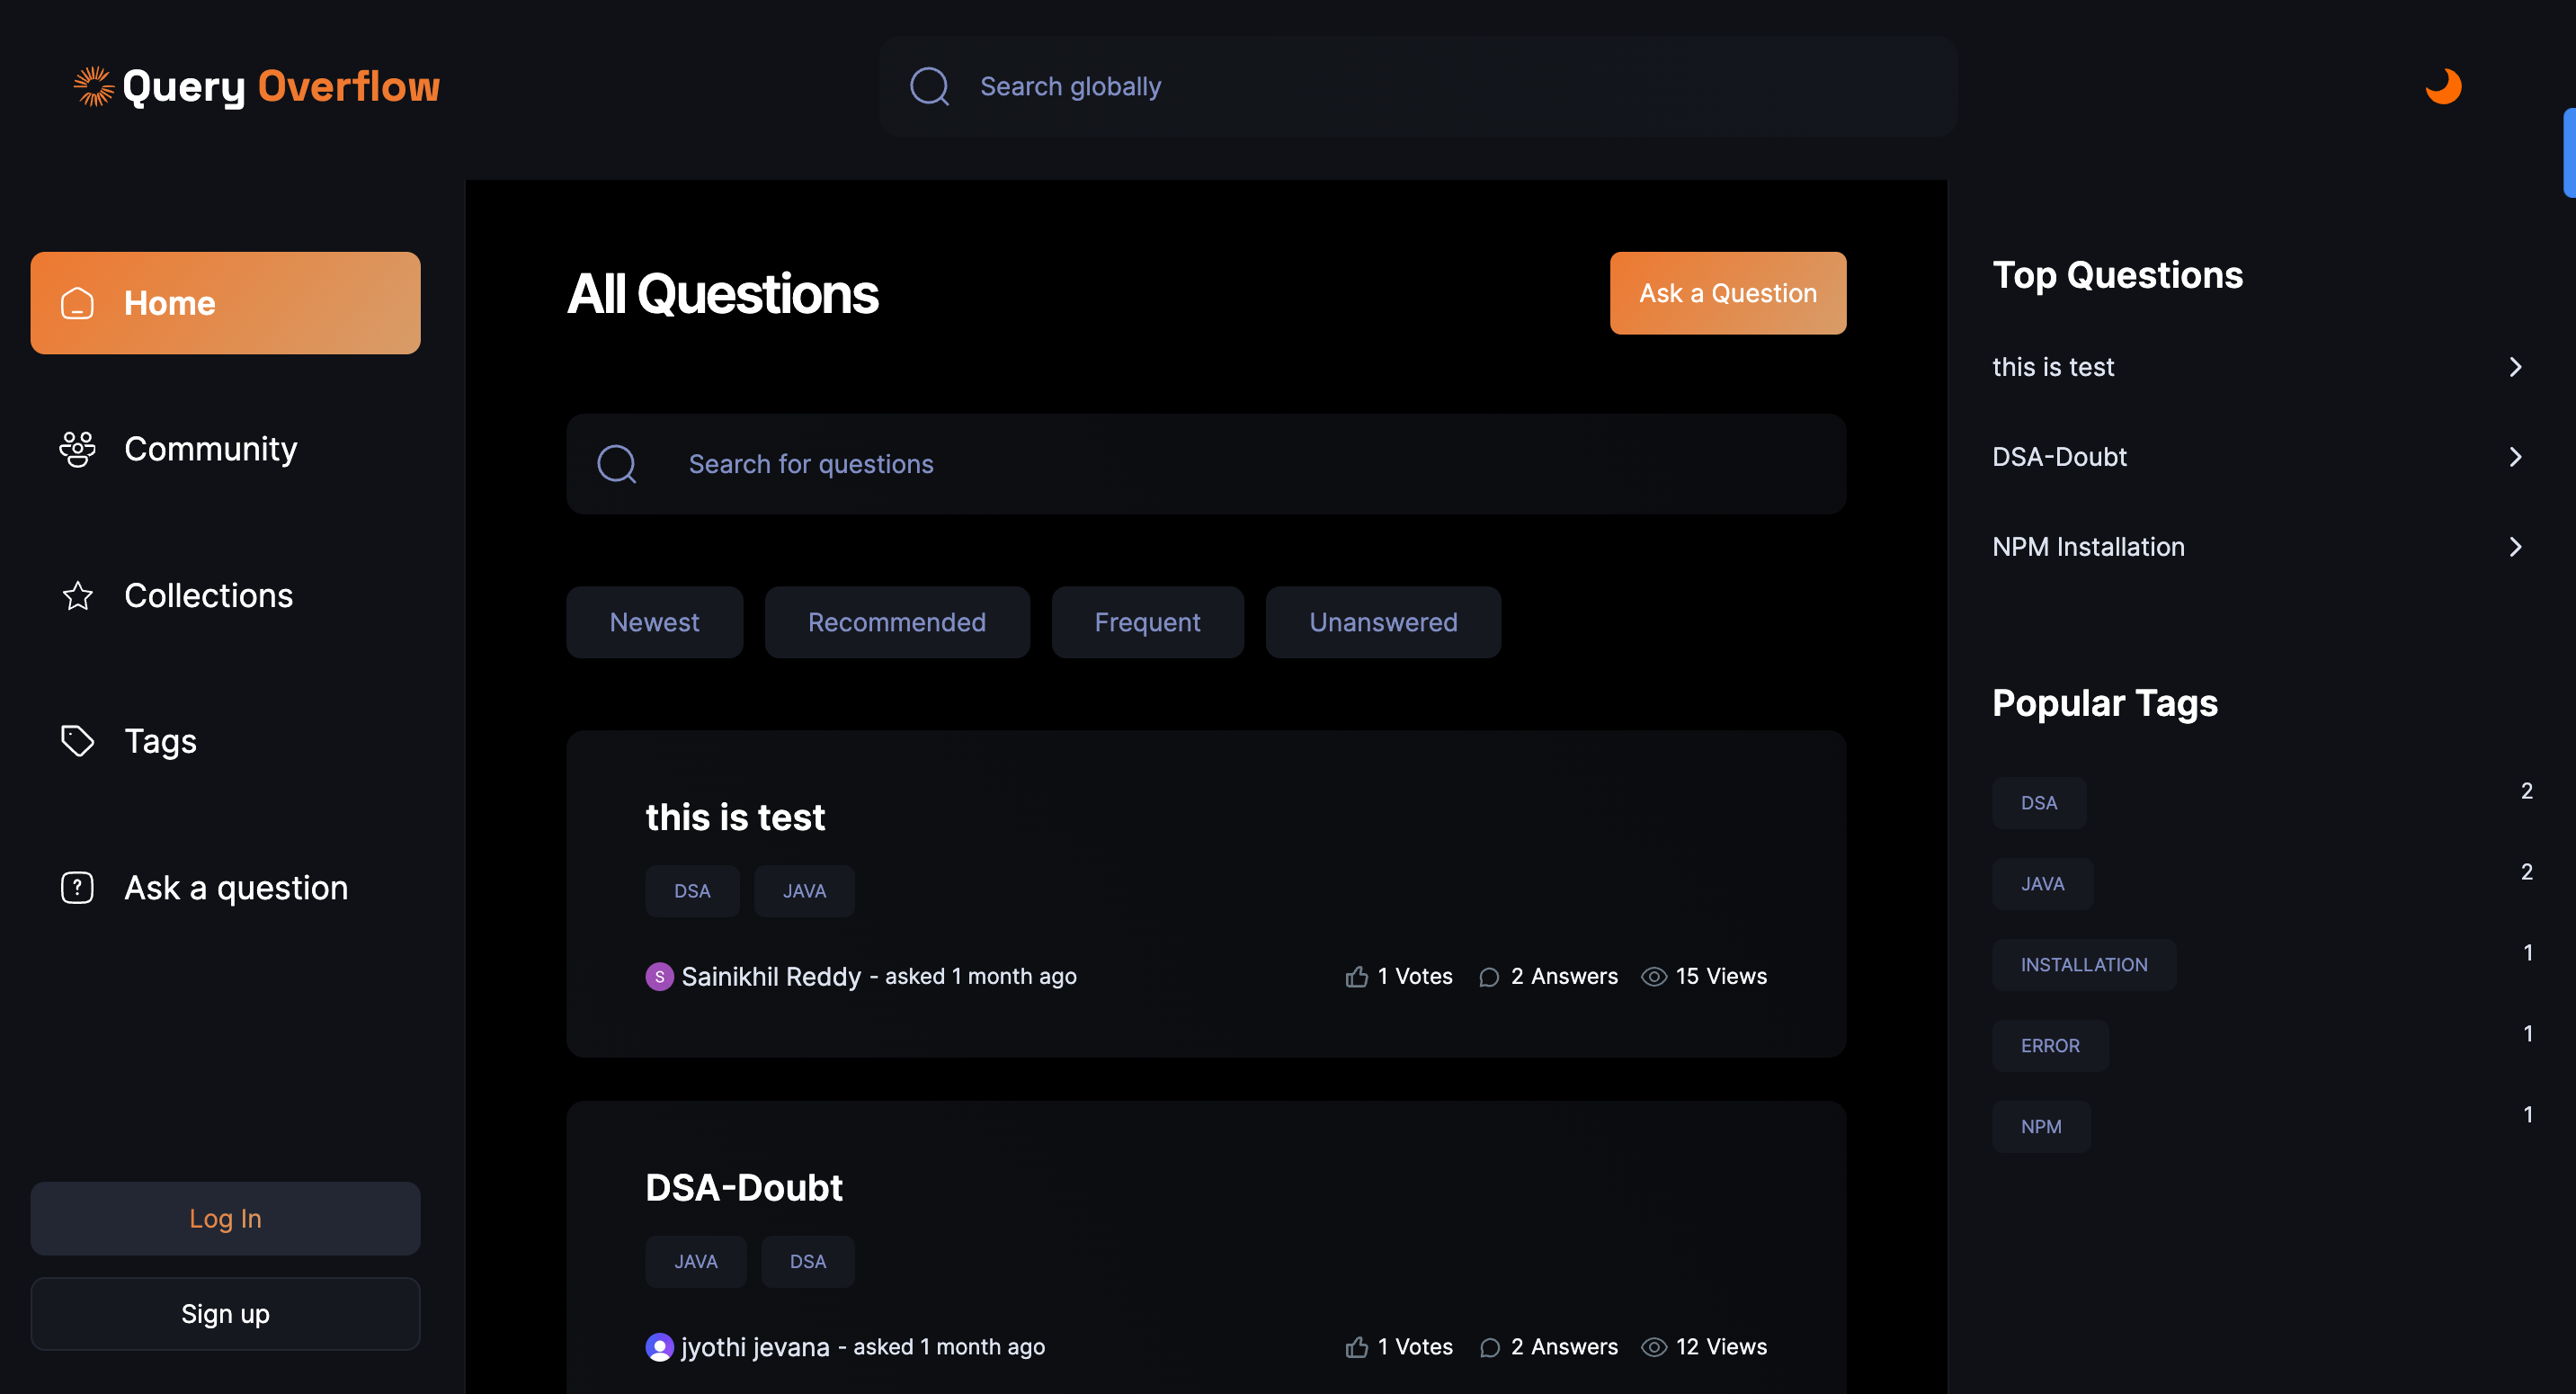 Query Overflow
Search globally
Home
Community
Collections
Tags
Ask a question
Log In
Sign up
All Questions
Ask a Question
Search for questions
Newest Recommended Frequent Unanswered
this is test
DSA JAVA
S Sainikhil Reddy - asked 1 month ago 1 Votes 2 Answers 15 Views
DSA-Doubt
JAVA DSA
jyothi jevana - asked 1 month ago 1 Votes 2 Answers 12 Views
Top Questions
this is test
DSA-Doubt
NPM Installation
Popular Tags
DSA 2
JAVA 2
INSTALLATION 1
ERROR 1
NPM 1